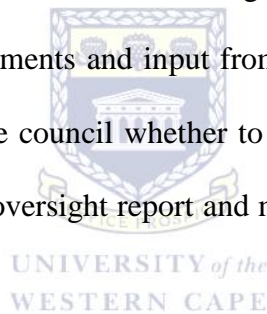 ments and input from
e council whether to
oversight report and
UNIVERSITY of the
WESTERN CAPE